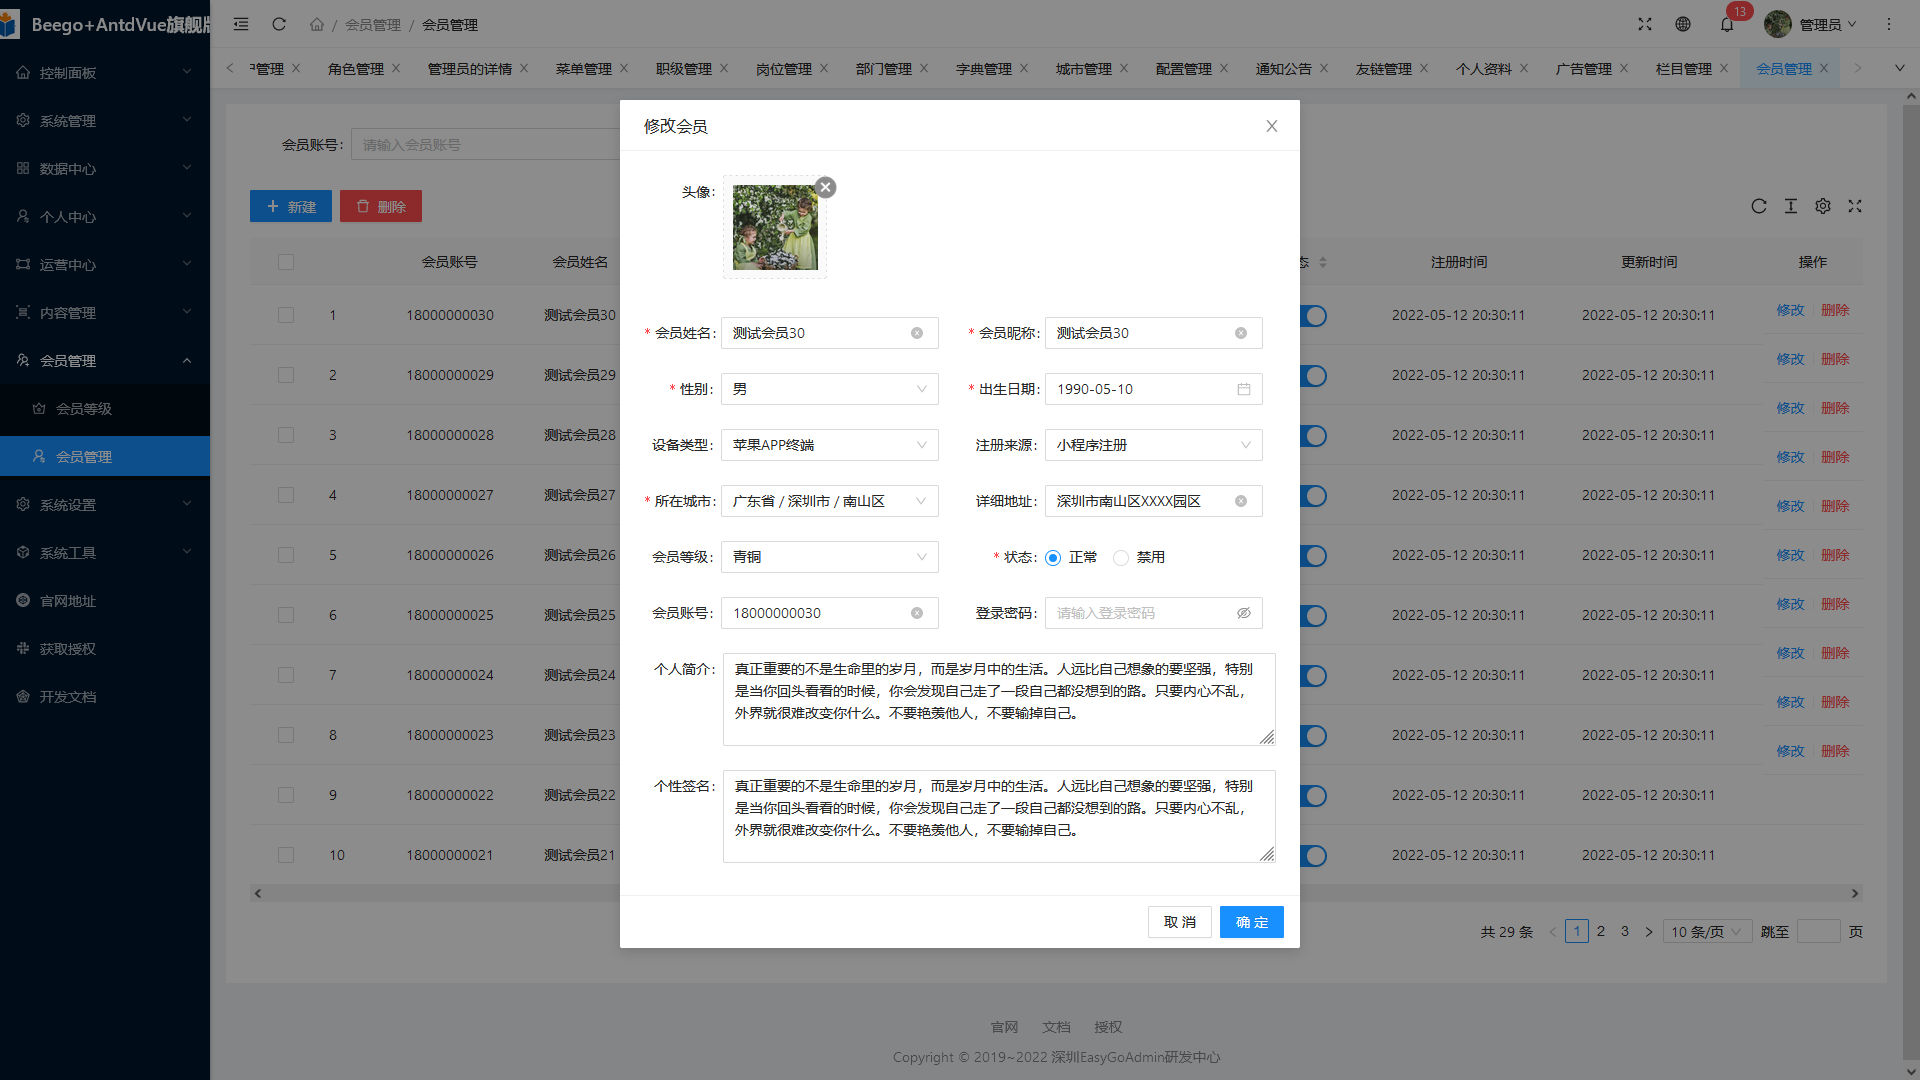 Beego+AntdVue旗舰版
控制面板
系统管理
数据中心
个人中心
运营中心
内容管理
会员管理
会员等级
会员管理
系统设置
系统工具
官网地址
获取授权
开发文档
/ 会员管理 / 会员管理
13
管理员
管理 角色管理 管理员的详情 菜单管理 职级管理 岗位管理 部门管理 字典管理 城市管理 配置管理 通知公告 友链管理 个人资料 广告管理 栏目管理 会员管理
会员账号: 请输入会员账号
新建 删除
会员账号 会员姓名 态 注册时间 更新时间 操作
1 18000000030 测试会员30 2022-05-12 20:30:11 2022-05-12 20:30:11 修改 删除
2 18000000029 测试会员29 2022-05-12 20:30:11 2022-05-12 20:30:11 修改 删除
3 18000000028 测试会员28 2022-05-12 20:30:11 2022-05-12 20:30:11 修改 删除
4 18000000027 测试会员27 2022-05-12 20:30:11 2022-05-12 20:30:11 修改 删除
5 18000000026 测试会员26 2022-05-12 20:30:11 2022-05-12 20:30:11 修改 删除
6 18000000025 测试会员25 2022-05-12 20:30:11 2022-05-12 20:30:11 修改 删除
7 18000000024 测试会员24 2022-05-12 20:30:11 2022-05-12 20:30:11 修改 删除
8 18000000023 测试会员23 2022-05-12 20:30:11 2022-05-12 20:30:11 修改 删除
9 18000000022 测试会员22 2022-05-12 20:30:11 2022-05-12 20:30:11 修改 删除
10 18000000021 测试会员21 2022-05-12 20:30:11 2022-05-12 20:30:11 修改 删除
共 29 条 1 2 3 10 条/页 跳至 页
修改会员
头像:
* 会员姓名: 测试会员30 * 会员昵称: 测试会员30
* 性别: 男 * 出生日期: 1990-05-10
设备类型: 苹果APP终端 注册来源: 小程序注册
* 所在城市: 广东省 / 深圳市 / 南山区 详细地址: 深圳市南山区XXXX园区
会员等级: 青铜 * 状态: 正常 禁用
会员账号: 18000000030 登录密码: 请输入登录密码
个人简介: 真正重要的不是生命里的岁月，而是岁月中的生活。人远比自己想象的要坚强，特别
是当你回头看看的时候，你会发现自己走了一段自己都没想到的路。只要内心不乱，
外界就很难改变你什么。不要艳羡他人，不要输掉自己。
个性签名: 真正重要的不是生命里的岁月，而是岁月中的生活。人远比自己想象的要坚强，特别
是当你回头看看的时候，你会发现自己走了一段自己都没想到的路。只要内心不乱，
外界就很难改变你什么。不要艳羡他人，不要输掉自己。
取 消 确 定
官网 文档 授权
Copyright © 2019~2022 深圳EasyGoAdmin研发中心